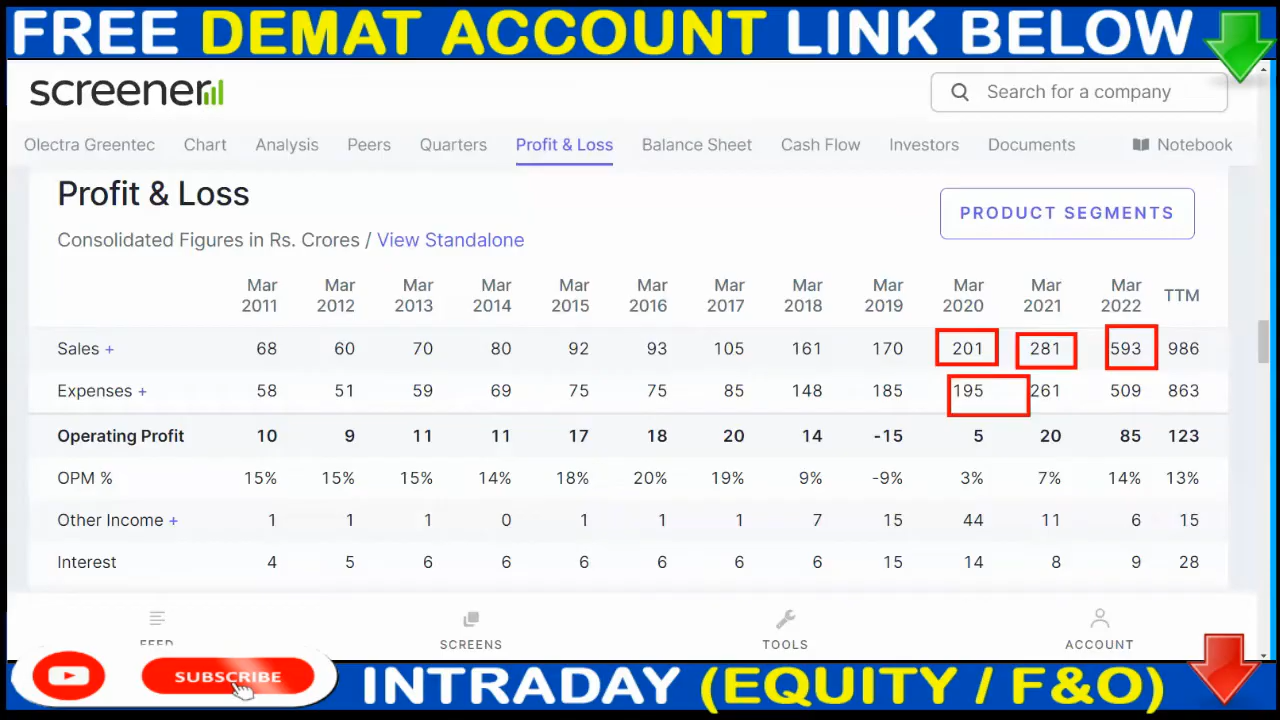 FREE DEMAT ACCOUNT LINK BELOW
screener
Search for a company
Olectra Greentec Chart Analysis Peers Quarters Profit & Loss Balance Sheet Cash Flow Investors Documents Notebook
Profit & Loss
PRODUCT SEGMENTS
Consolidated Figures in Rs. Crores / View Standalone
Mar 2011 Mar 2012 Mar 2013 Mar 2014 Mar 2015 Mar 2016 Mar 2017 Mar 2018 Mar 2019 Mar 2020 Mar 2021 Mar 2022 TTM
Sales + 68 60 70 80 92 93 105 161 170 201 281 593 986
Expenses + 58 51 59 69 75 75 85 148 185 195 261 509 863
Operating Profit 10 9 11 11 17 18 20 14 -15 5 20 85 123
OPM % 15% 15% 15% 14% 18% 20% 19% 9% -9% 3% 7% 14% 13%
Other Income + 1 1 1 0 1 1 1 7 15 44 11 6 15
Interest 4 5 6 6 6 6 6 6 15 14 8 9 28
FEED SCREENS TOOLS ACCOUNT
SUBSCRIBE
INTRADAY (EQUITY / F&O)